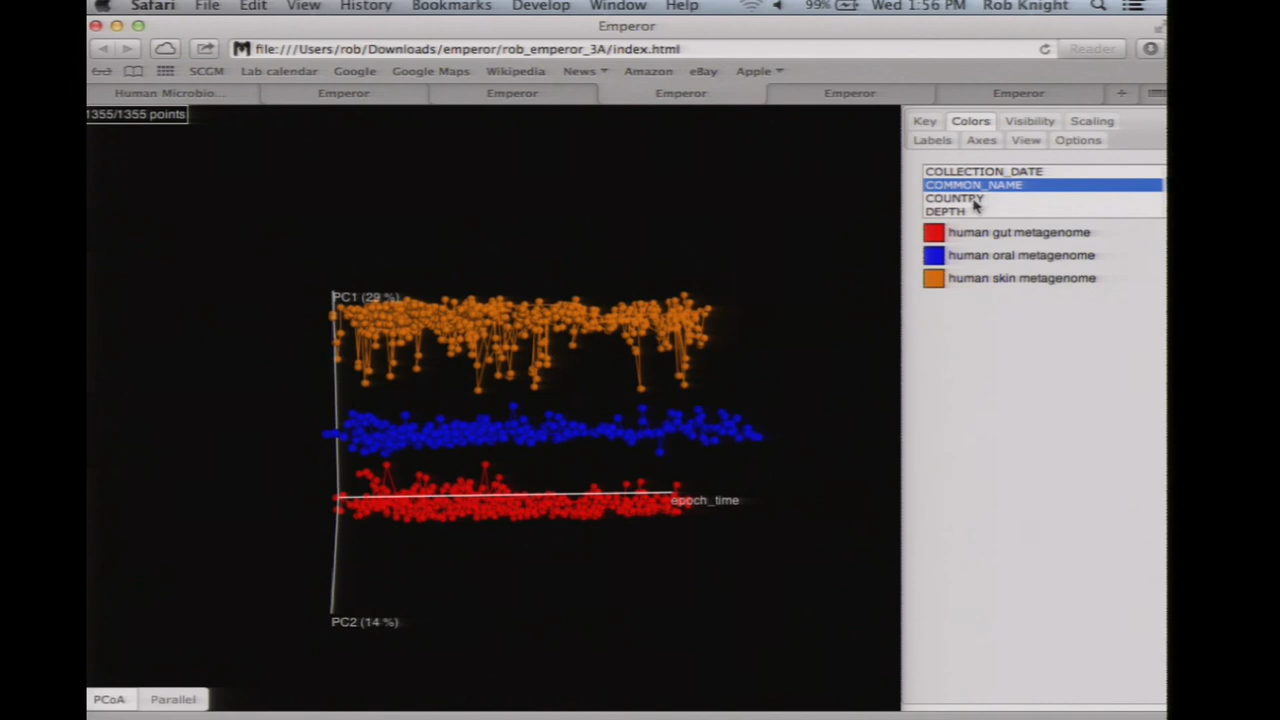 Safari File Edit View History Bookmarks Develop Window Help 99% Wed 1:56 PM Rob Knight
Emperor
file:///Users/rob/Downloads/emperor/rob_emperor_3A/index.html Reader
SCGM Lab calendar Google Google Maps Wikipedia News Amazon eBay Apple
Human Microbio... Emperor Emperor Emperor Emperor Emperor +
1355/1355 points
Key Colors Visibility Scaling
Labels Axes View Options
COLLECTION_DATE
COMMON_NAME
COUNTRY
DEPTH
human gut metagenome
human oral metagenome
human skin metagenome
PC1 (29 %)
epoch_time
PC2 (14 %)
PCoA Parallel